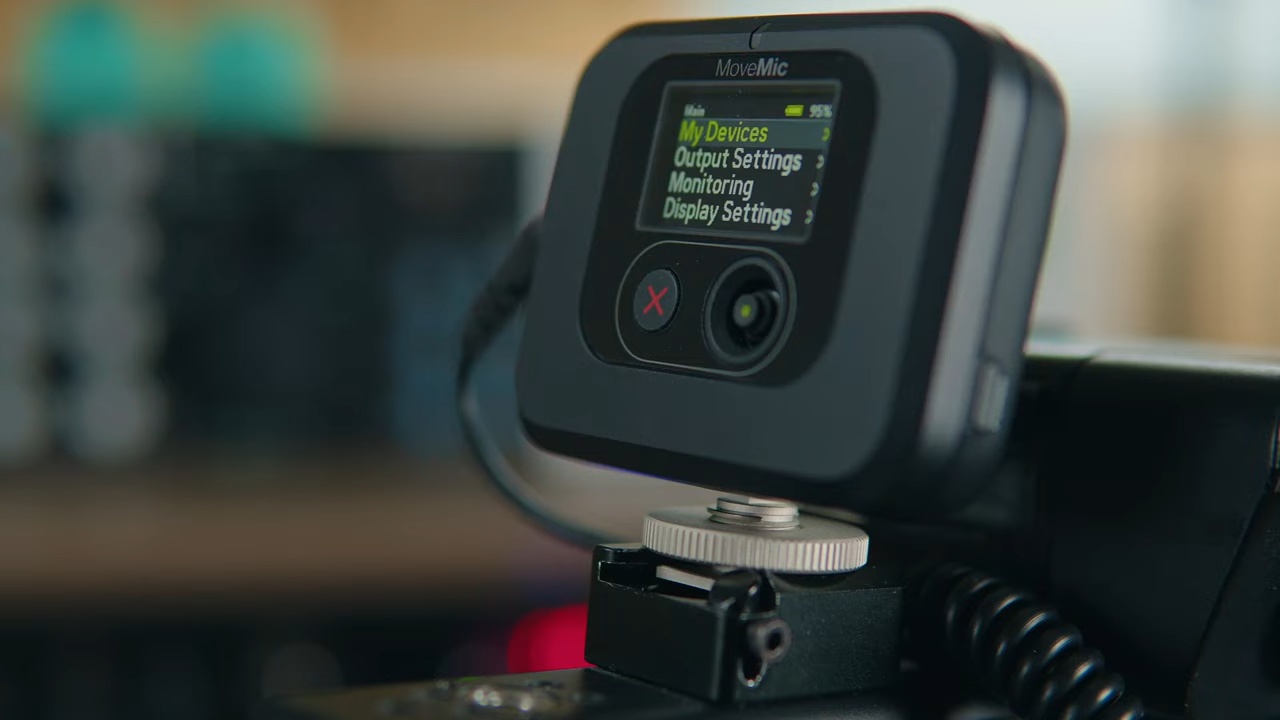 MoveMic
Main 95%
My Devices
Output Settings
Monitoring
Display Settings